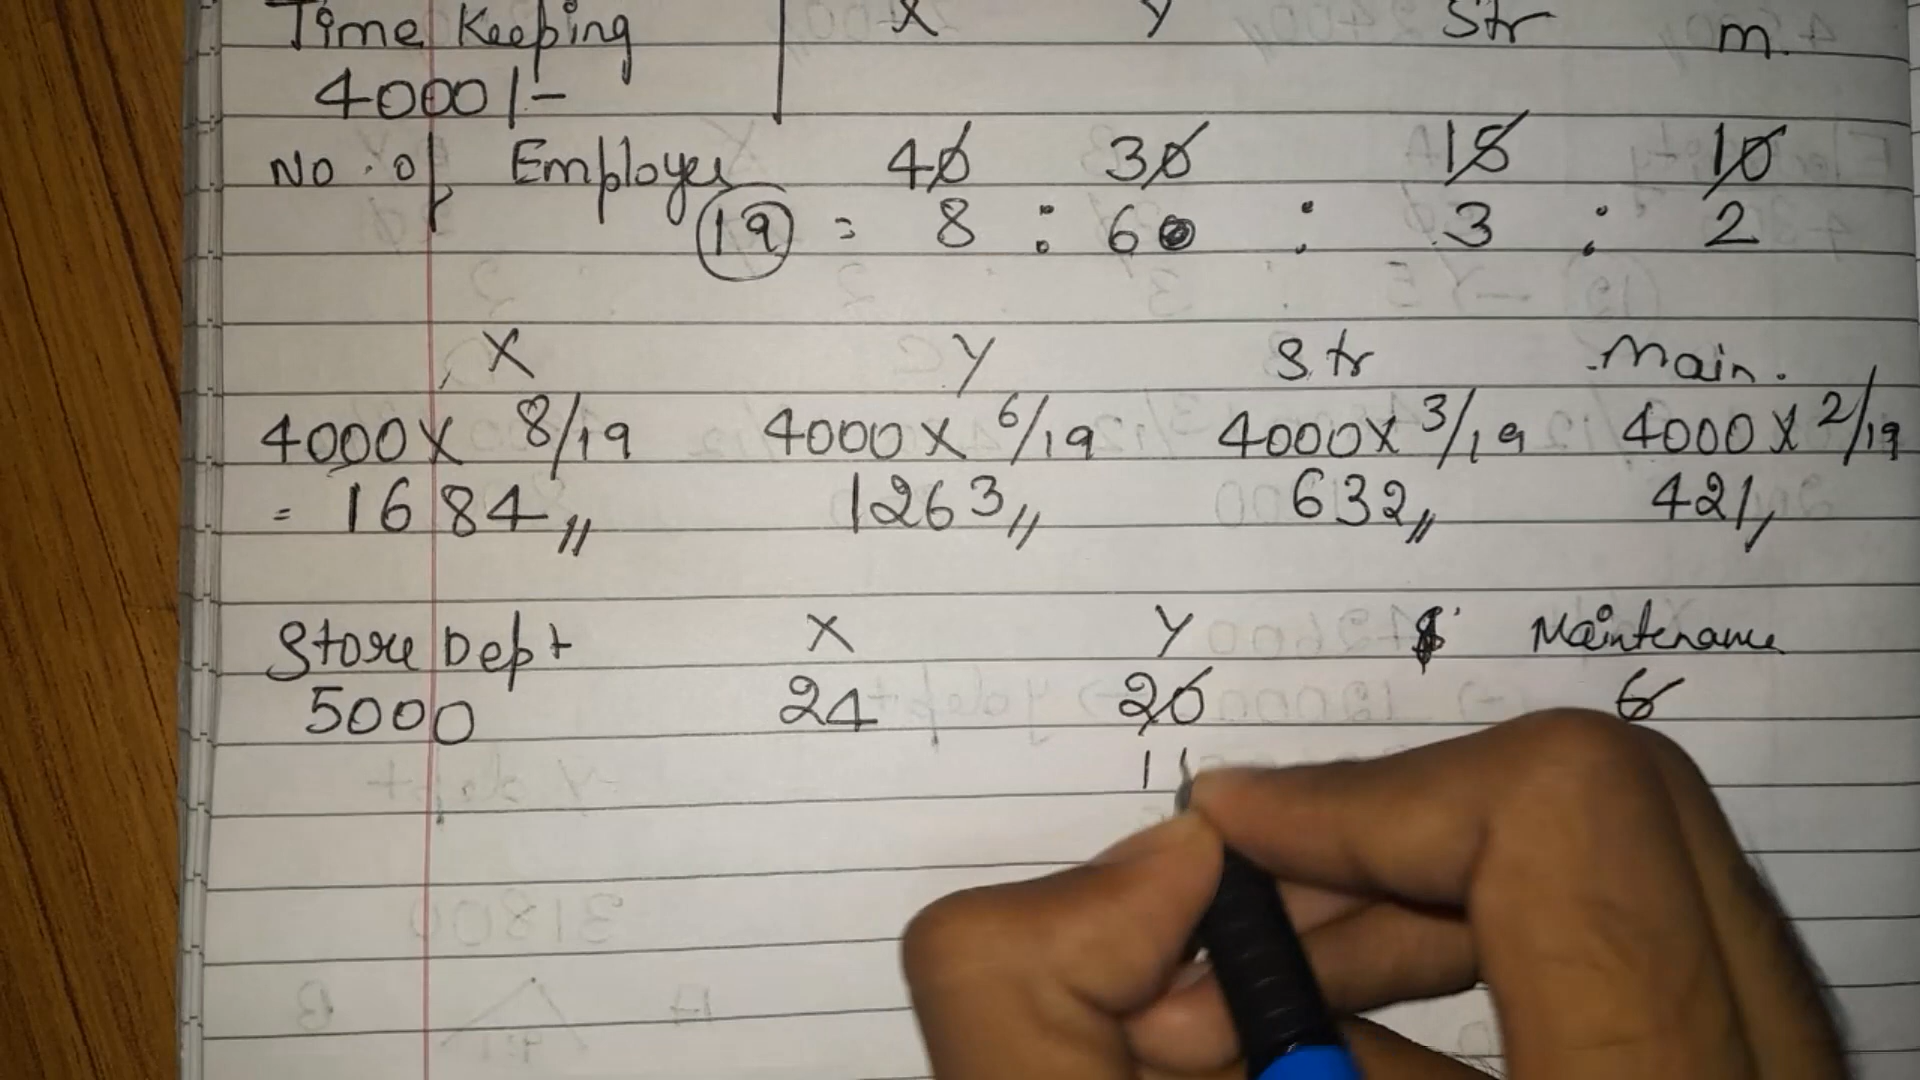 Time Keeping X Y Str m.
4000/-
No. of Employes 40 30 15 10
19 = 8 : 6 : 3 : 2
X Y Str Main.
4000 X 8/19 4000 X 6/19 4000 X 3/19 4000 X 2/19
= 1684,, 1263,, 632,, 421,
Store Dept X Y Maintenance
5000 24 20 6